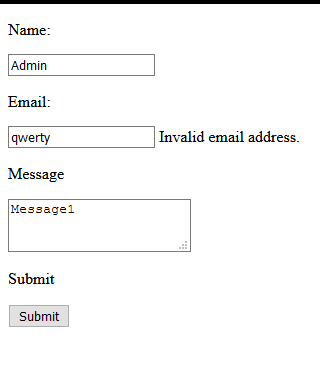 Name:
Admin
Email:
qwerty Invalid email address.
Message
Message1
Submit
Submit